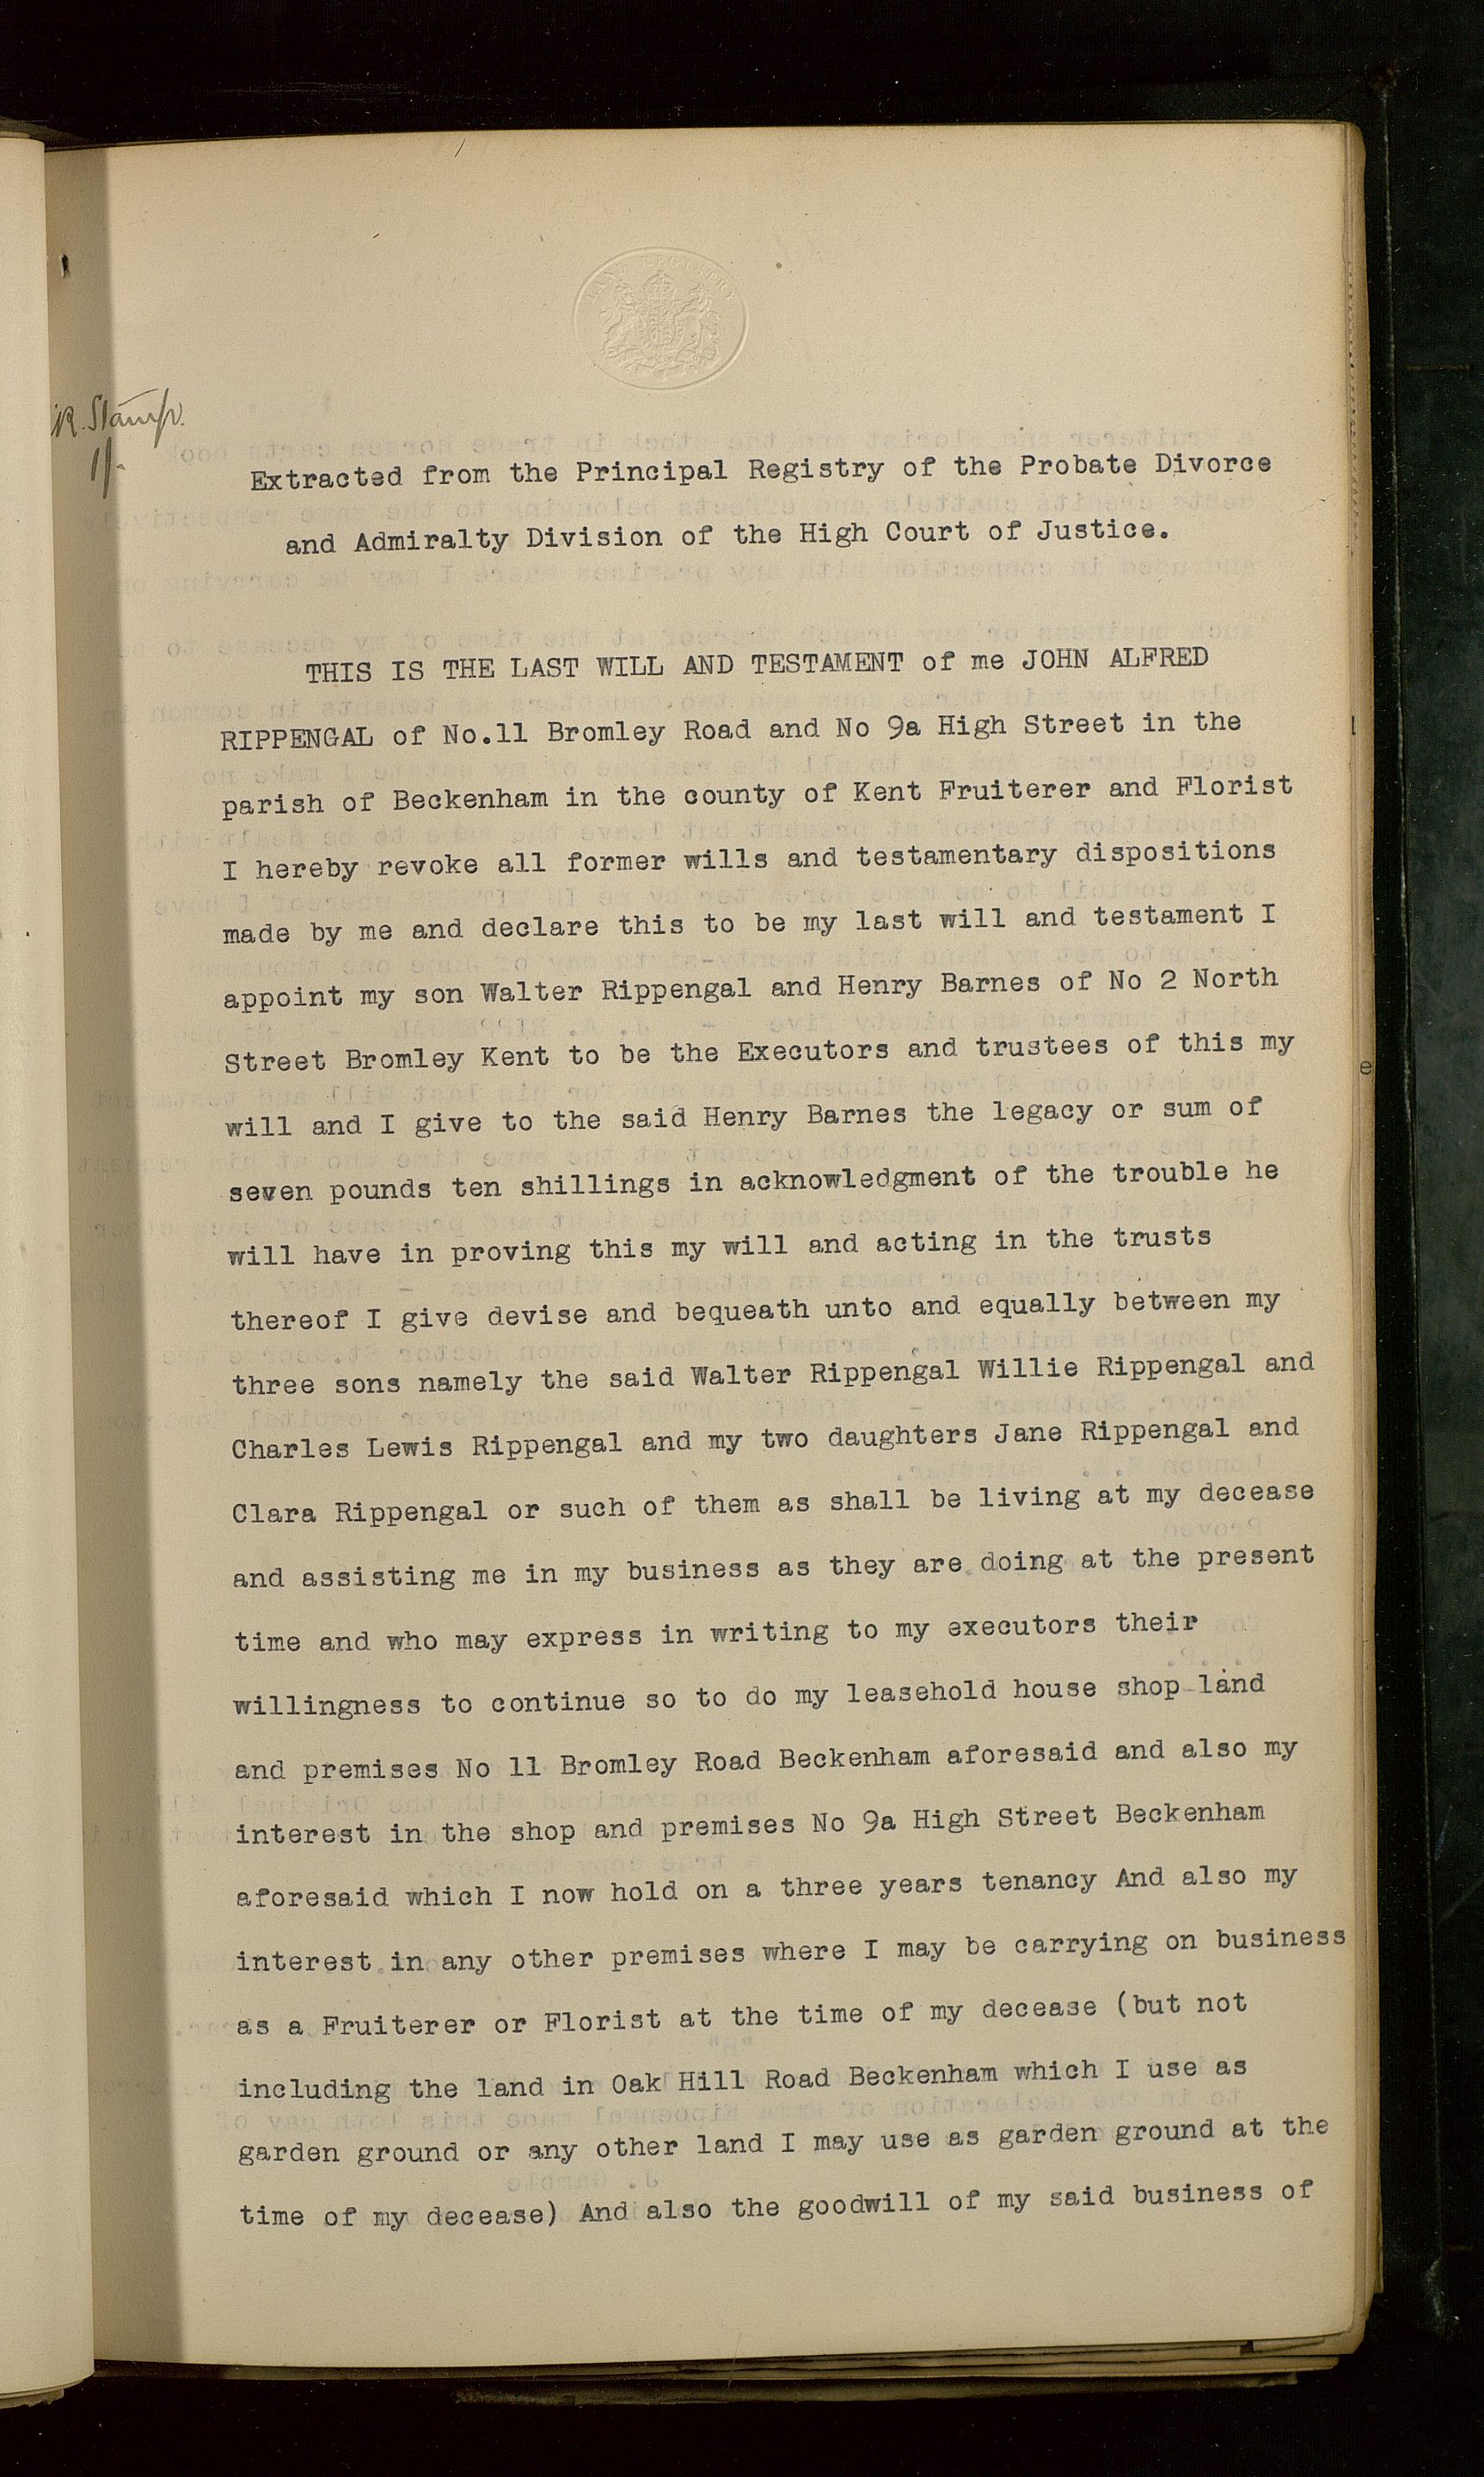 LAND REGISTRY
R. Stamp.
1/-
Extracted from the Principal Registry of the Probate Divorce
and Admiralty Division of the High Court of Justice.
THIS IS THE LAST WILL AND TESTAMENT of me JOHN ALFRED
RIPPENGAL of No.11 Bromley Road and No 9a High Street in the
parish of Beckenham in the county of Kent Fruiterer and Florist
I hereby revoke all former wills and testamentary dispositions
made by me and declare this to be my last will and testament I
appoint my son Walter Rippengal and Henry Barnes of No 2 North
Street Bromley Kent to be the Executors and trustees of this my
will and I give to the said Henry Barnes the legacy or sum of
seven pounds ten shillings in acknowledgment of the trouble he
will have in proving this my will and acting in the trusts
thereof I give devise and bequeath unto and equally between my
three sons namely the said Walter Rippengal Willie Rippengal and
Charles Lewis Rippengal and my two daughters Jane Rippengal and
Clara Rippengal or such of them as shall be living at my decease
and assisting me in my business as they are doing at the present
time and who may express in writing to my executors their
willingness to continue so to do my leasehold house shop land
and premises No 11 Bromley Road Beckenham aforesaid and also my
interest in the shop and premises No 9a High Street Beckenham
aforesaid which I now hold on a three years tenancy And also my
interest in any other premises where I may be carrying on business
as a Fruiterer or Florist at the time of my decease (but not
including the land in Oak Hill Road Beckenham which I use as
garden ground or any other land I may use as garden ground at the
time of my decease) And also the goodwill of my said business of